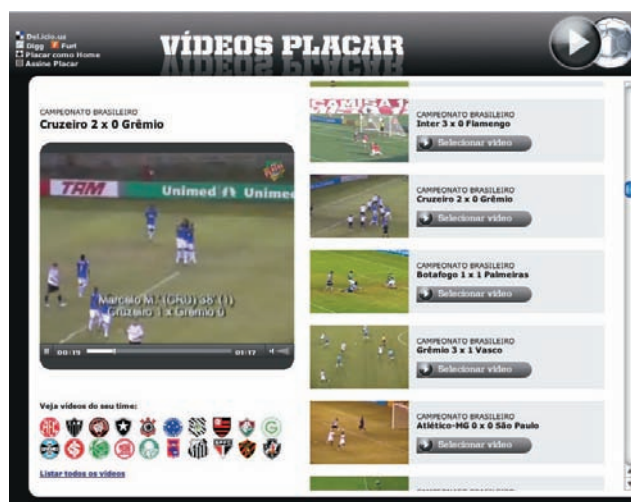 Del.icio.us
Digg Furl
Placar como Home
Assine Placar
VÍDEOS PLACAR
CAMPEONATO BRASILEIRO
Cruzeiro 2 x 0 Grêmio
TAM
Unimed
Unimed
Marcelo M. (CRU) 38' (1)
Cruzeiro 1 x Grêmio 0
00:19
01:17
Veja vídeos do seu time:
Listar todos os vídeos
CAMPEONATO BRASILEIRO
Inter 3 x 0 Flamengo
Selecionar vídeo
CAMPEONATO BRASILEIRO
Cruzeiro 2 x 0 Grêmio
Selecionar vídeo
CAMPEONATO BRASILEIRO
Botafogo 1 x 1 Palmeiras
Selecionar vídeo
CAMPEONATO BRASILEIRO
Grêmio 3 x 1 Vasco
Selecionar vídeo
CAMPEONATO BRASILEIRO
Atlético-MG 0 x 0 São Paulo
Selecionar vídeo